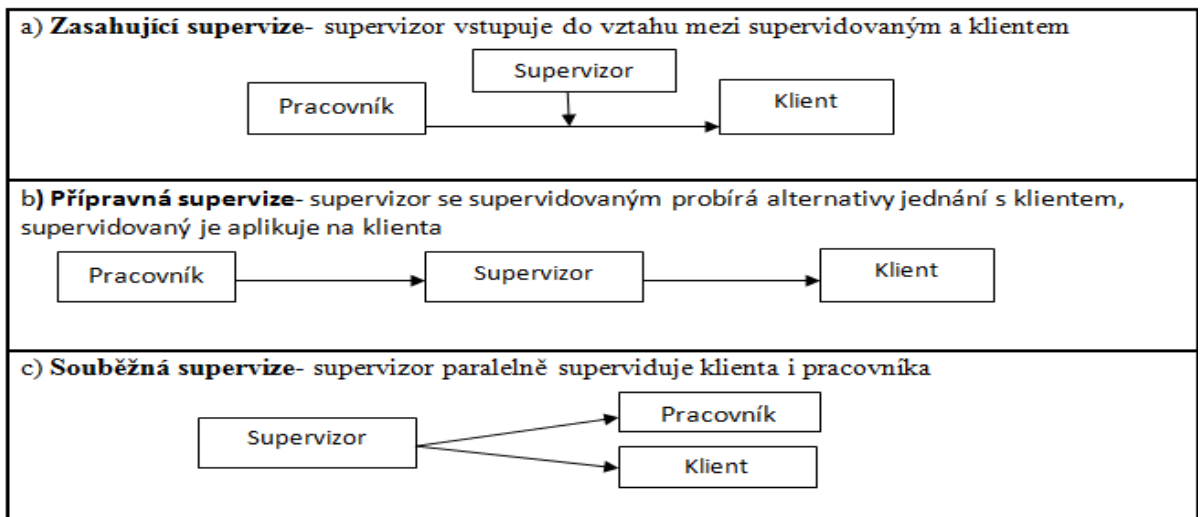 a) Zasahující supervize- supervizor vstupuje do vztahu mezi supervidovaným a klientem
Supervizor
Pracovník
Klient
b) Přípravná supervize- supervizor se supervidovaným probírá alternativy jednání s klientem,
supervidovaný je aplikuje na klienta
Pracovník
Supervizor
Klient
c) Souběžná supervize- supervizor paralelně superviduje klienta i pracovníka
Supervizor
Pracovník
Klient